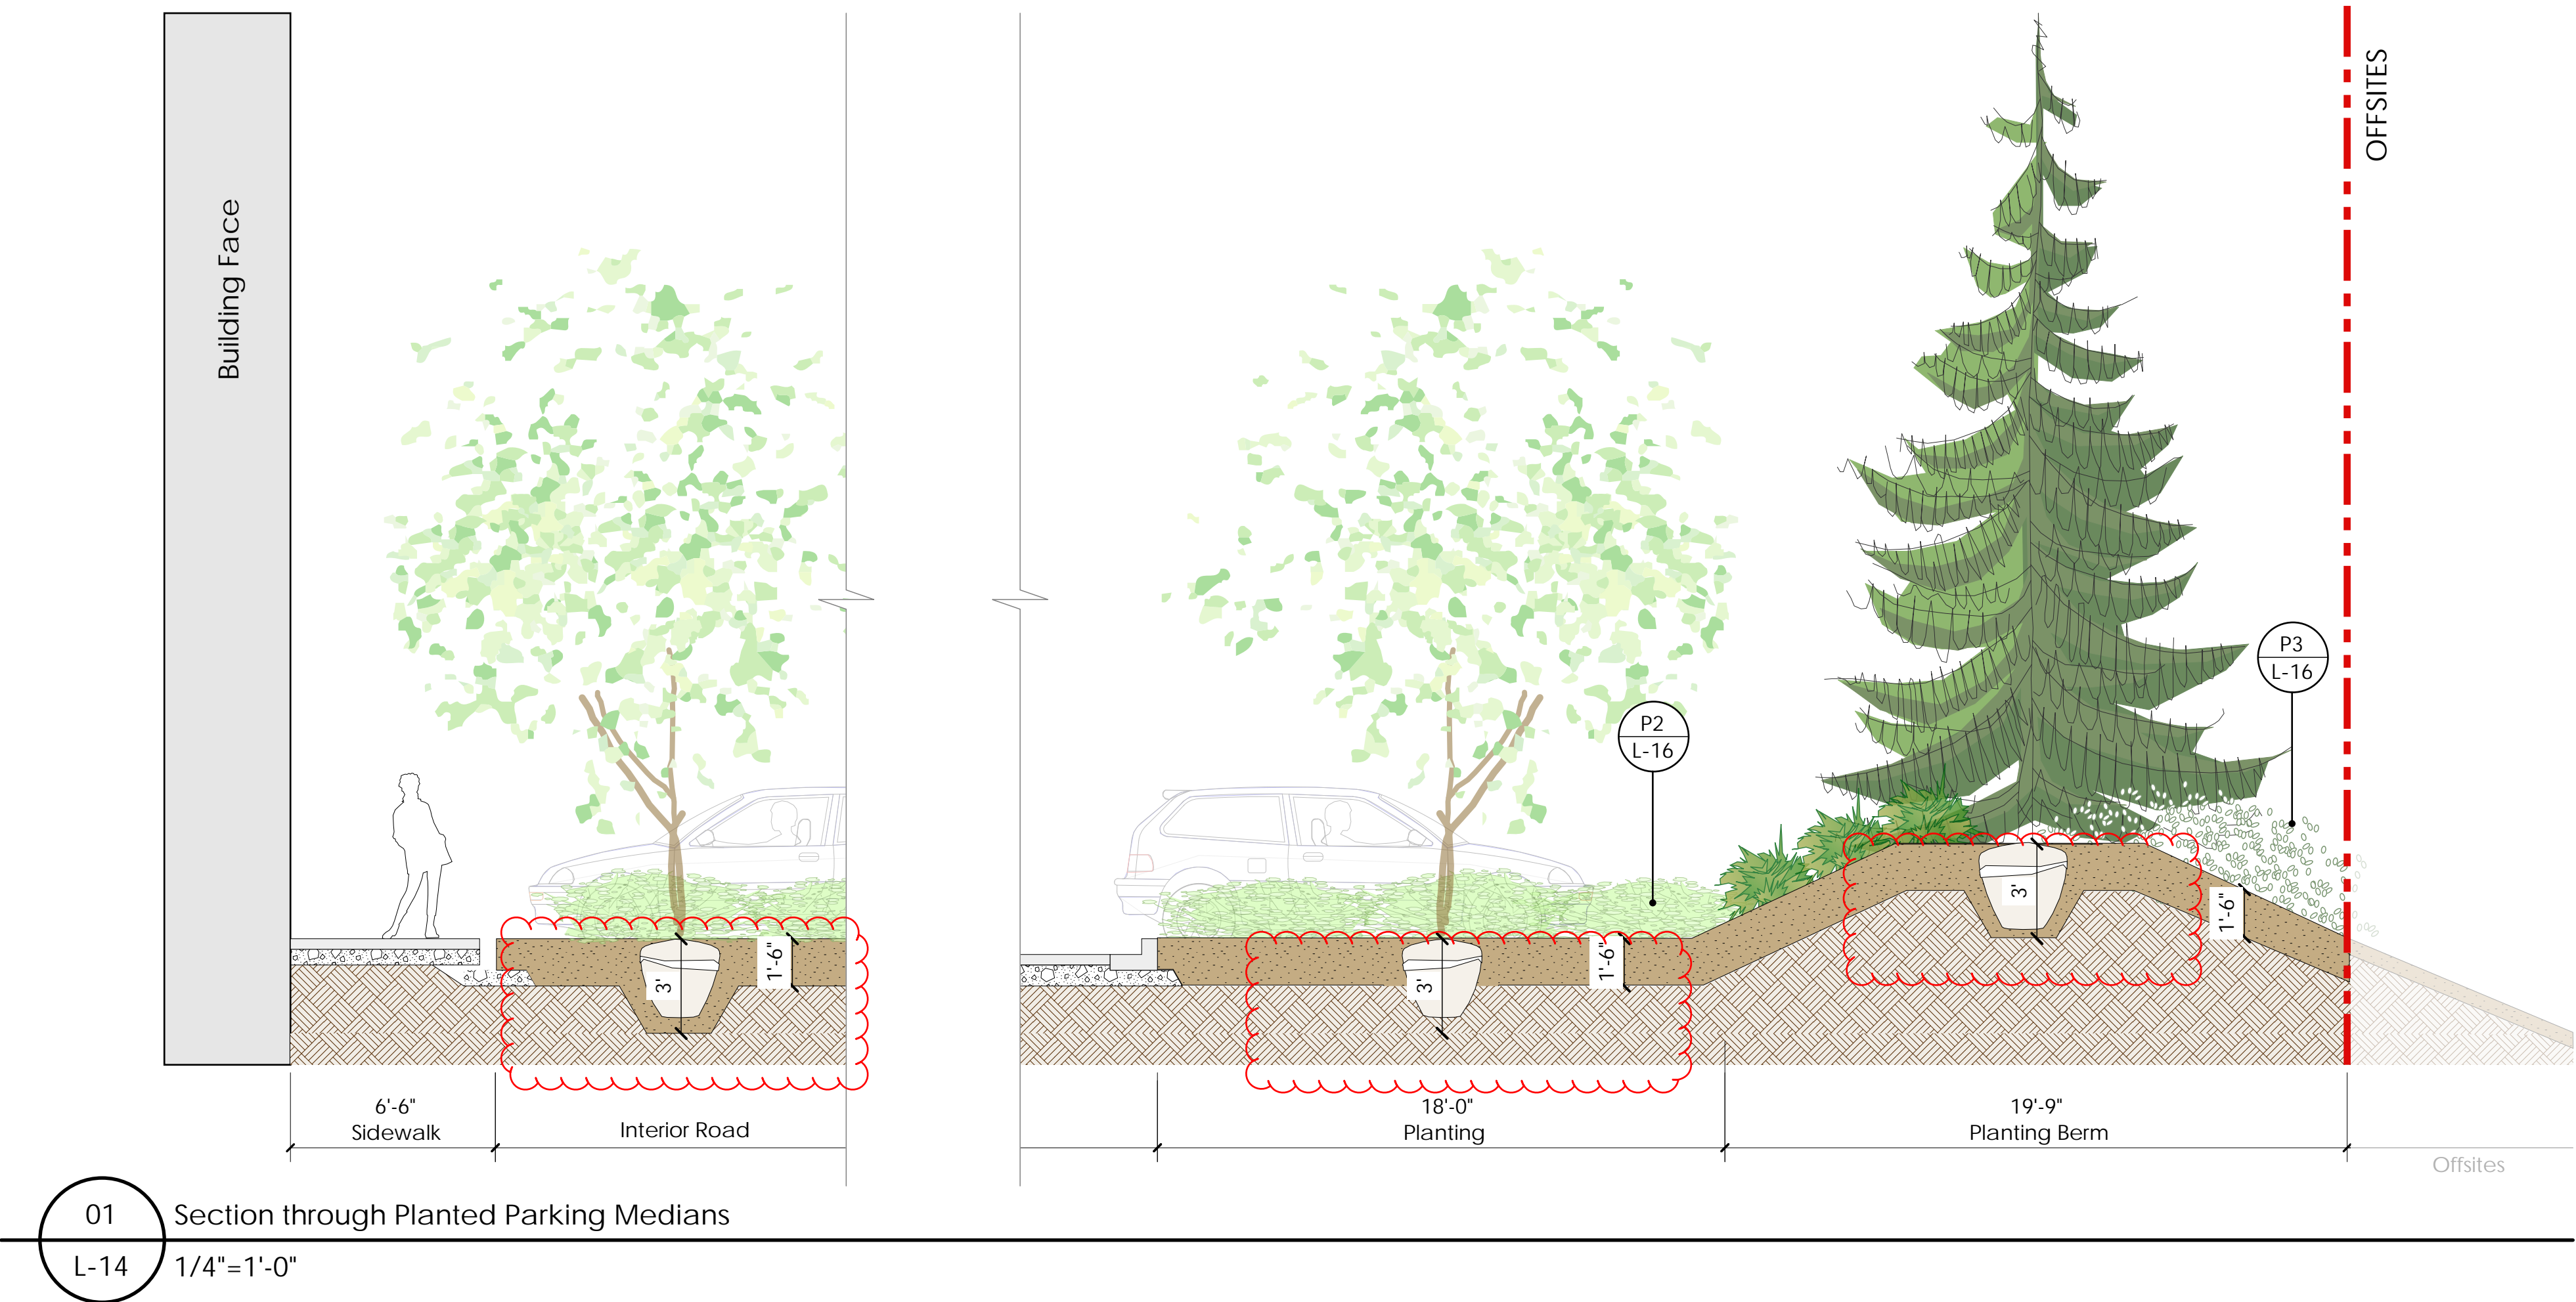 Building Face
OFFSITES
P3
L-16
P2
L-16
3'
1'-6"
3'
1'-6"
3'
1'-6"
6'-6"
Sidewalk
Interior Road
18'-0"
Planting
19'-9"
Planting Berm
Offsites
01
Section through Planted Parking Medians
L-14
1/4"=1'-0"